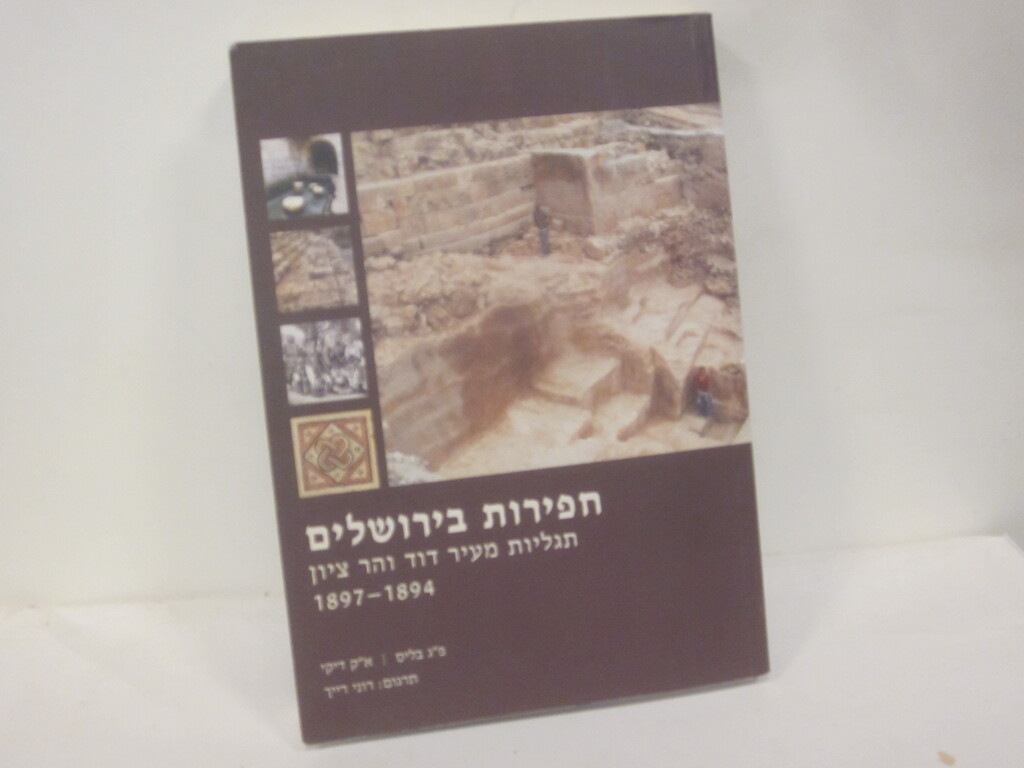 חפירות בירושלים
תגליות מעיר דוד והר ציון
1897–1894
פ"ג בליס | א"ק דיקי
תרגום: רוני רייך